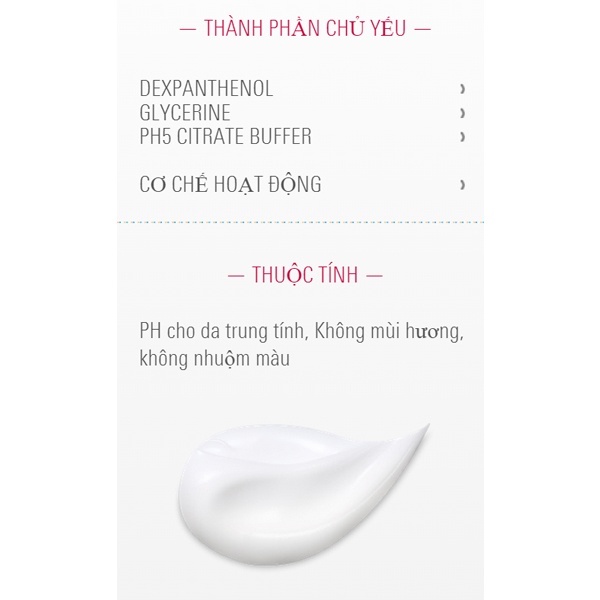 — THÀNH PHẦN CHỦ YẾU —
DEXPANTHENOL
GLYCERINE
PH5 CITRATE BUFFER
CƠ CHẾ HOẠT ĐỘNG
— THUỘC TÍNH —
PH cho da trung tính, Không mùi hương,
không nhuộm màu